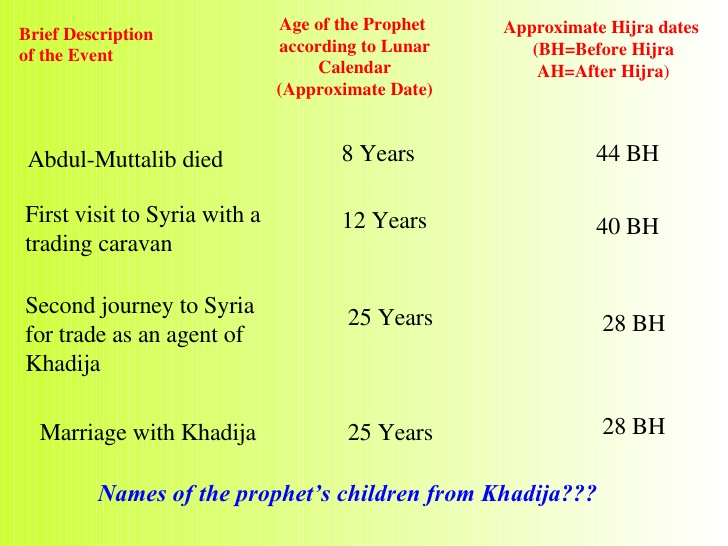 Brief Description
of the Event
Age of the Prophet
according to Lunar
Calendar
(Approximate Date)
Approximate Hijra dates
(BH=Before Hijra
AH=After Hijra)
Abdul-Muttalib died
8 Years
44 BH
First visit to Syria with a
trading caravan
12 Years
40 BH
Second journey to Syria
for trade as an agent of
Khadija
25 Years
28 BH
Marriage with Khadija
25 Years
28 BH
Names of the prophet’s children from Khadija???